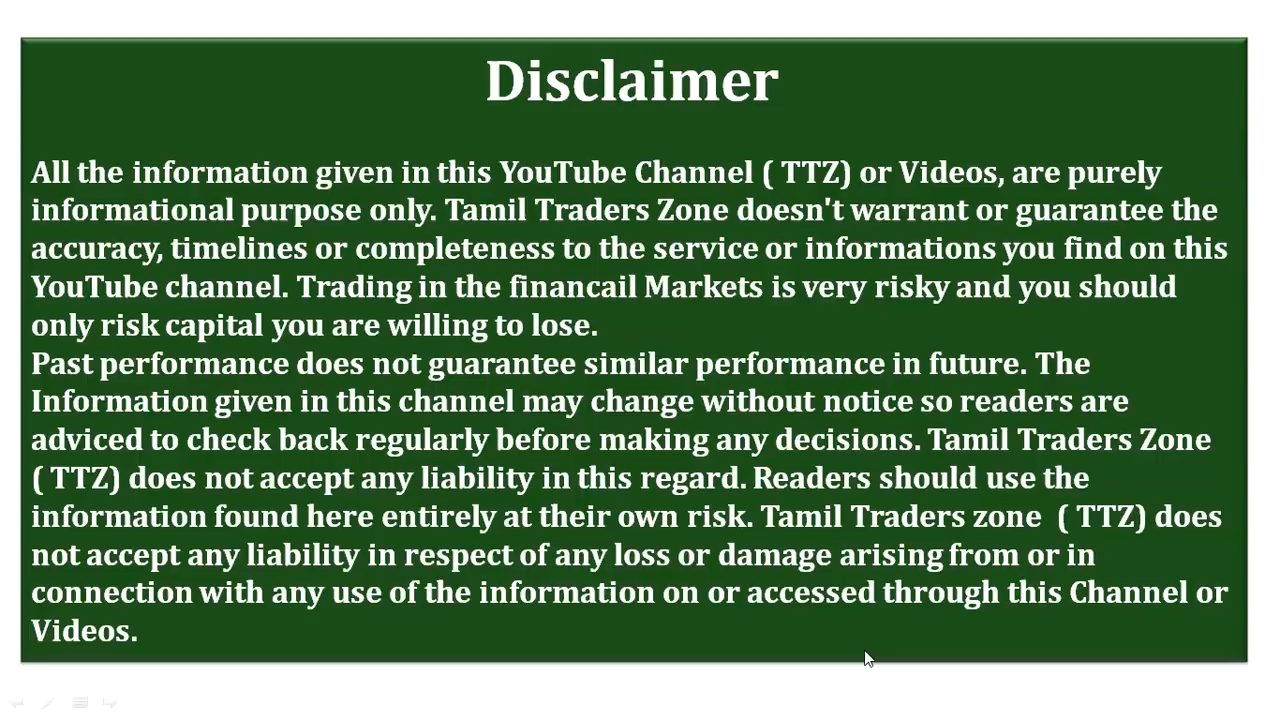 Disclaimer
All the information given in this YouTube Channel ( TTZ) or Videos, are purely
informational purpose only. Tamil Traders Zone doesn't warrant or guarantee the
accuracy, timelines or completeness to the service or informations you find on this
YouTube channel. Trading in the financail Markets is very risky and you should
only risk capital you are willing to lose.
Past performance does not guarantee similar performance in future. The
Information given in this channel may change without notice so readers are
adviced to check back regularly before making any decisions. Tamil Traders Zone
( TTZ) does not accept any liability in this regard. Readers should use the
information found here entirely at their own risk. Tamil Traders zone  ( TTZ) does
not accept any liability in respect of any loss or damage arising from or in
connection with any use of the information on or accessed through this Channel or
Videos.